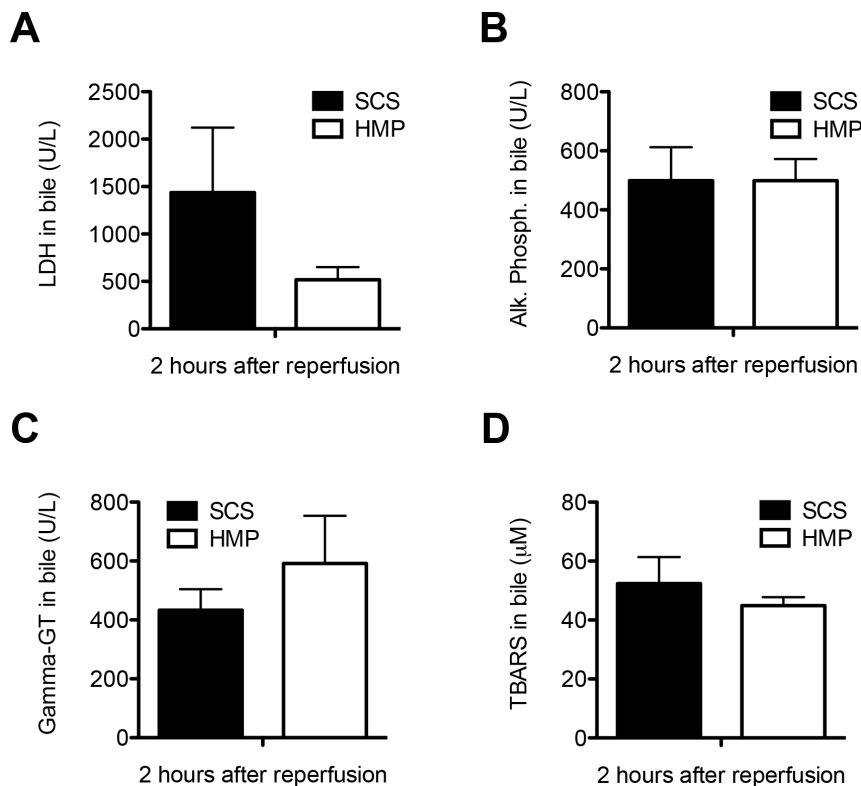 A
LDH in bile (U/L)
2500
2000
1500
1000
500
0
SCS
HMP
2 hours after reperfusion
B
Alk. Phosph. in bile (U/L)
800
600
400
200
0
SCS
HMP
2 hours after reperfusion
C
Gamma-GT in bile (U/L)
800
600
400
200
0
SCS
HMP
2 hours after reperfusion
D
TBARS in bile (μM)
80
60
40
20
0
SCS
HMP
2 hours after reperfusion